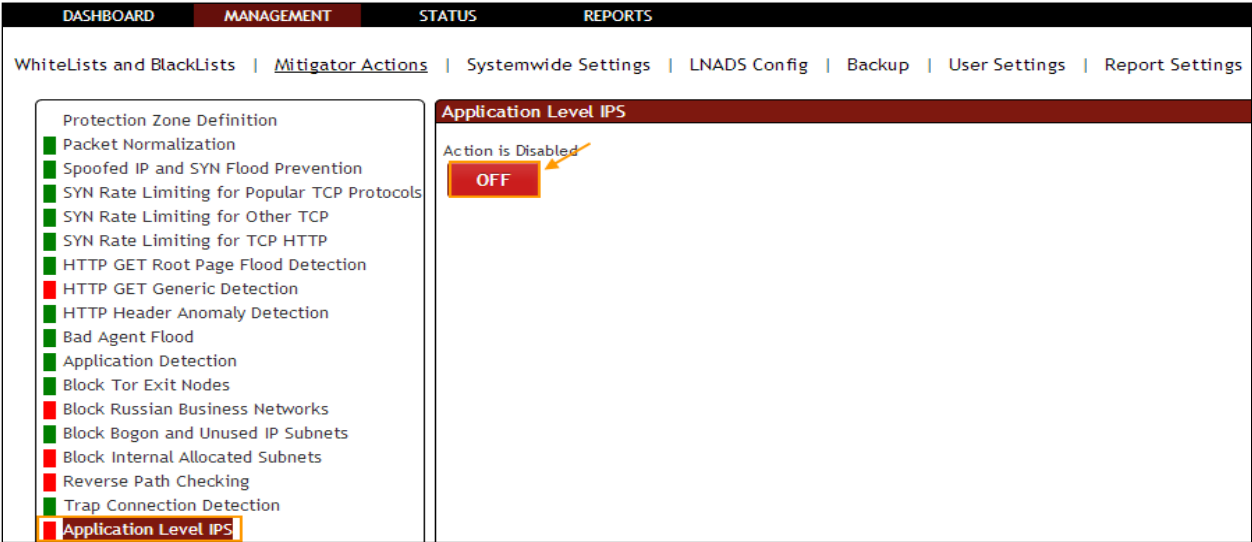 DASHBOARD MANAGEMENT STATUS REPORTS
WhiteLists and BlackLists | Mitigator Actions | Systemwide Settings | LNADS Config | Backup | User Settings | Report Settings
Protection Zone Definition
Packet Normalization
Spoofed IP and SYN Flood Prevention
SYN Rate Limiting for Popular TCP Protocols
SYN Rate Limiting for Other TCP
SYN Rate Limiting for TCP HTTP
HTTP GET Root Page Flood Detection
HTTP GET Generic Detection
HTTP Header Anomaly Detection
Bad Agent Flood
Application Detection
Block Tor Exit Nodes
Block Russian Business Networks
Block Bogon and Unused IP Subnets
Block Internal Allocated Subnets
Reverse Path Checking
Trap Connection Detection
Application Level IPS
Application Level IPS
Action is Disabled
OFF